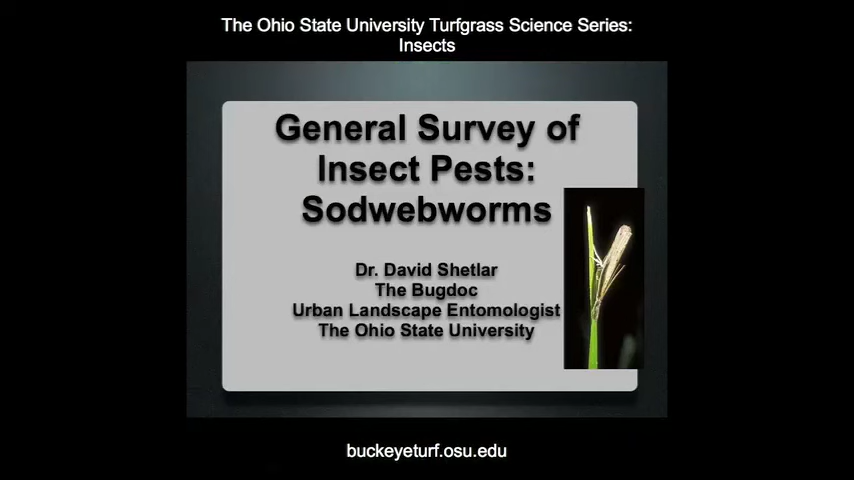 The Ohio State University Turfgrass Science Series:
Insects
General Survey of
Insect Pests:
Sodwebworms
Dr. David Shetlar
The Bugdoc
Urban Landscape Entomologist
The Ohio State University
buckeyeturf.osu.edu